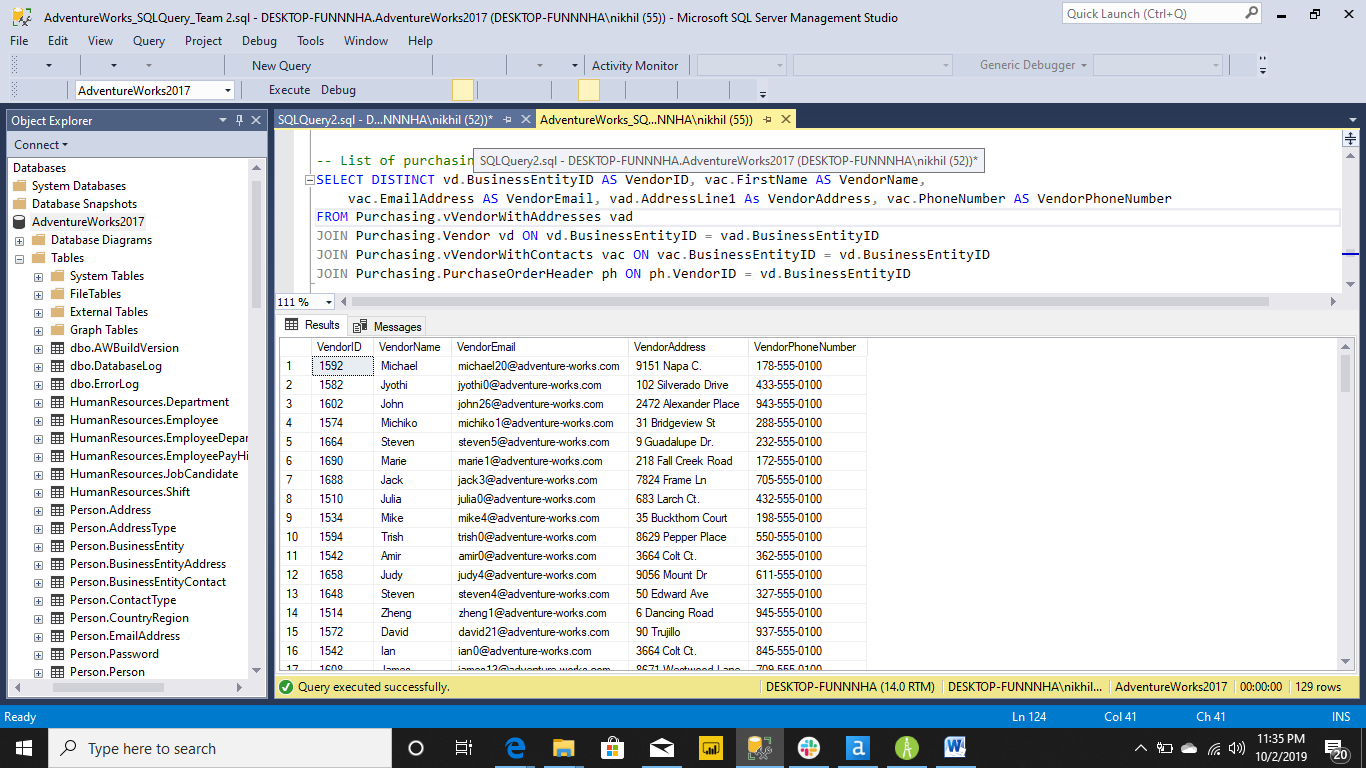 AdventureWorks_SQLQuery_Team 2.sql - DESKTOP-FUNNNHA.AdventureWorks2017 (DESKTOP-FUNNNHA\nikhil (55)) - Microsoft SQL Server Management Studio
Quick Launch (Ctrl+Q)
File Edit View Query Project Debug Tools Window Help
New Query Activity Monitor Generic Debugger
AdventureWorks2017 Execute Debug
Object Explorer
Connect
Databases
System Databases
Database Snapshots
AdventureWorks2017
Database Diagrams
Tables
System Tables
FileTables
External Tables
Graph Tables
dbo.AWBuildVersion
dbo.DatabaseLog
dbo.ErrorLog
HumanResources.Department
HumanResources.Employee
HumanResources.EmployeeDepar
HumanResources.EmployeePayHi
HumanResources.JobCandidate
HumanResources.Shift
Person.Address
Person.AddressType
Person.BusinessEntity
Person.BusinessEntityAddress
Person.BusinessEntityContact
Person.ContactType
Person.CountryRegion
Person.EmailAddress
Person.Password
Person.Person
SQLQuery2.sql - D...NNNHA\nikhil (52))* AdventureWorks_SQ...NNHA\nikhil (55))
-- List of purchasin
SQLQuery2.sql - DESKTOP-FUNNNHA.AdventureWorks2017 (DESKTOP-FUNNNHA\nikhil (52))*
SELECT DISTINCT vd.BusinessEntityID AS VendorID, vac.FirstName AS VendorName,
vac.EmailAddress AS VendorEmail, vad.AddressLine1 As VendorAddress, vac.PhoneNumber AS VendorPhoneNumber
FROM Purchasing.vVendorWithAddresses vad
JOIN Purchasing.Vendor vd ON vd.BusinessEntityID = vad.BusinessEntityID
JOIN Purchasing.vVendorWithContacts vac ON vac.BusinessEntityID = vd.BusinessEntityID
JOIN Purchasing.PurchaseOrderHeader ph ON ph.VendorID = vd.BusinessEntityID
111 %
Results Messages
VendorID VendorName VendorEmail VendorAddress VendorPhoneNumber
1 1592 Michael michael20@adventure-works.com 9151 Napa C. 178-555-0100
2 1582 Jyothi jyothi0@adventure-works.com 102 Silverado Drive 433-555-0100
3 1602 John john26@adventure-works.com 2472 Alexander Place 943-555-0100
4 1574 Michiko michiko1@adventure-works.com 31 Bridgeview St 288-555-0100
5 1664 Steven steven5@adventure-works.com 9 Guadalupe Dr. 232-555-0100
6 1690 Marie marie1@adventure-works.com 218 Fall Creek Road 172-555-0100
7 1688 Jack jack3@adventure-works.com 7824 Frame Ln 705-555-0100
8 1510 Julia julia0@adventure-works.com 683 Larch Ct. 432-555-0100
9 1534 Mike mike4@adventure-works.com 35 Buckthorn Court 198-555-0100
10 1594 Trish trish0@adventure-works.com 8629 Pepper Place 550-555-0100
11 1542 Amir amir0@adventure-works.com 3664 Colt Ct. 362-555-0100
12 1658 Judy judy4@adventure-works.com 9056 Mount Dr 611-555-0100
13 1648 Steven steven4@adventure-works.com 50 Edward Ave 327-555-0100
14 1514 Zheng zheng1@adventure-works.com 6 Dancing Road 945-555-0100
15 1572 David david21@adventure-works.com 90 Trujillo 937-555-0100
16 1542 Ian ian0@adventure-works.com 3664 Colt Ct. 845-555-0100
17 1608 James james13@adventure-works.com 8671 Westwood Lane 709-555-0100
Query executed successfully. DESKTOP-FUNNNHA (14.0 RTM) DESKTOP-FUNNNHA\nikhil... AdventureWorks2017 00:00:00 129 rows
Ready Ln 124 Col 41 Ch 41 INS
Type here to search
11:35 PM
10/2/2019
20